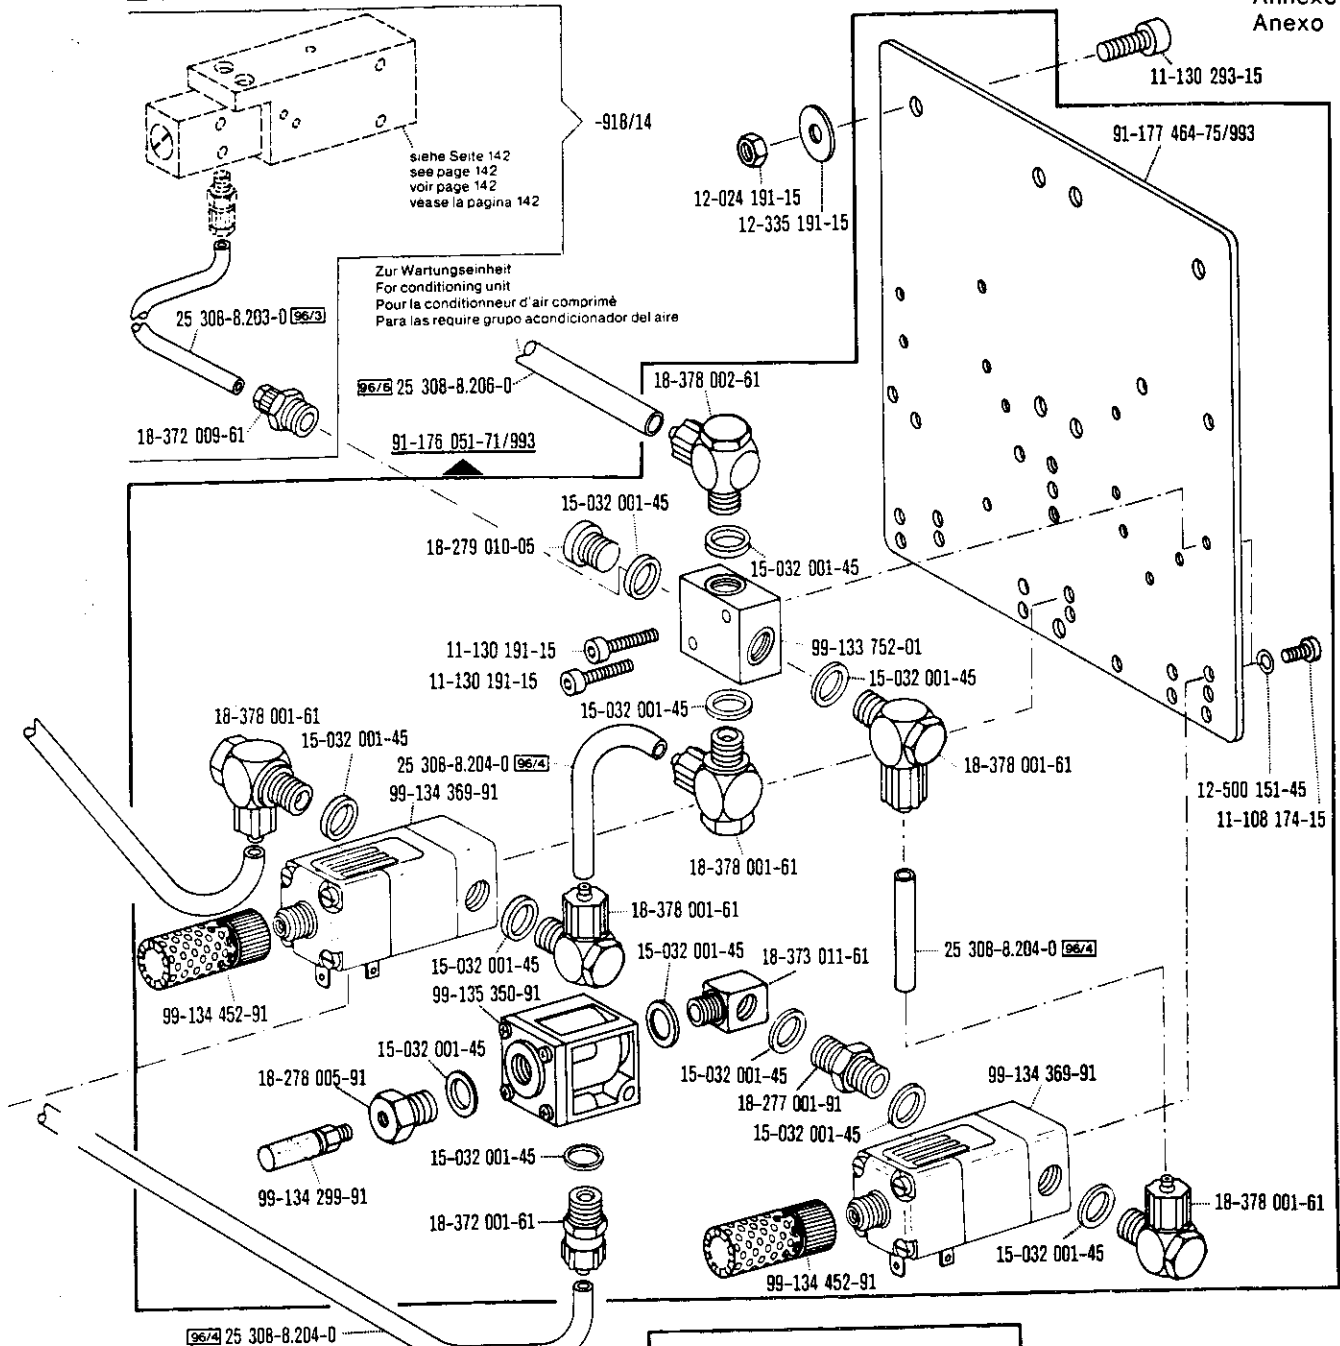 Annexo
Anexo
11-130 293-15
-918/14
91-177 464-75/993
siehe Seite 142
see page 142
voir page 142
véase la pagina 142
12-024 191-15
12-335 191-15
Zur Wartungseinheit
For conditioning unit
Pour la conditionneur d'air comprimé
Para las require grupo acondicionador del aire
25 308-8.203-0 96/3
96/6 25 308-8.206-0
18-378 002-61
18-372 009-61
91-176 051-71/993
15-032 001-45
18-279 010-05
15-032 001-45
11-130 191-15
99-133 752-01
11-130 191-15
15-032 001-45
15-032 001-45
18-378 001-61
15-032 001-45
25 308-8.204-0 96/4
18-378 001-61
99-134 369-91
12-500 151-45
11-108 174-15
18-378 001-61
18-378 001-61
15-032 001-45
15-032 001-45
18-373 011-61
25 308-8.204-0 96/4
99-135 350-91
99-134 452-91
15-032 001-45
18-278 005-91
15-032 001-45
99-134 369-91
18-277 001-91
15-032 001-45
15-032 001-45
99-134 299-91
18-372 001-61
18-378 001-61
15-032 001-45
99-134 452-91
96/4 25 308-8.204-0